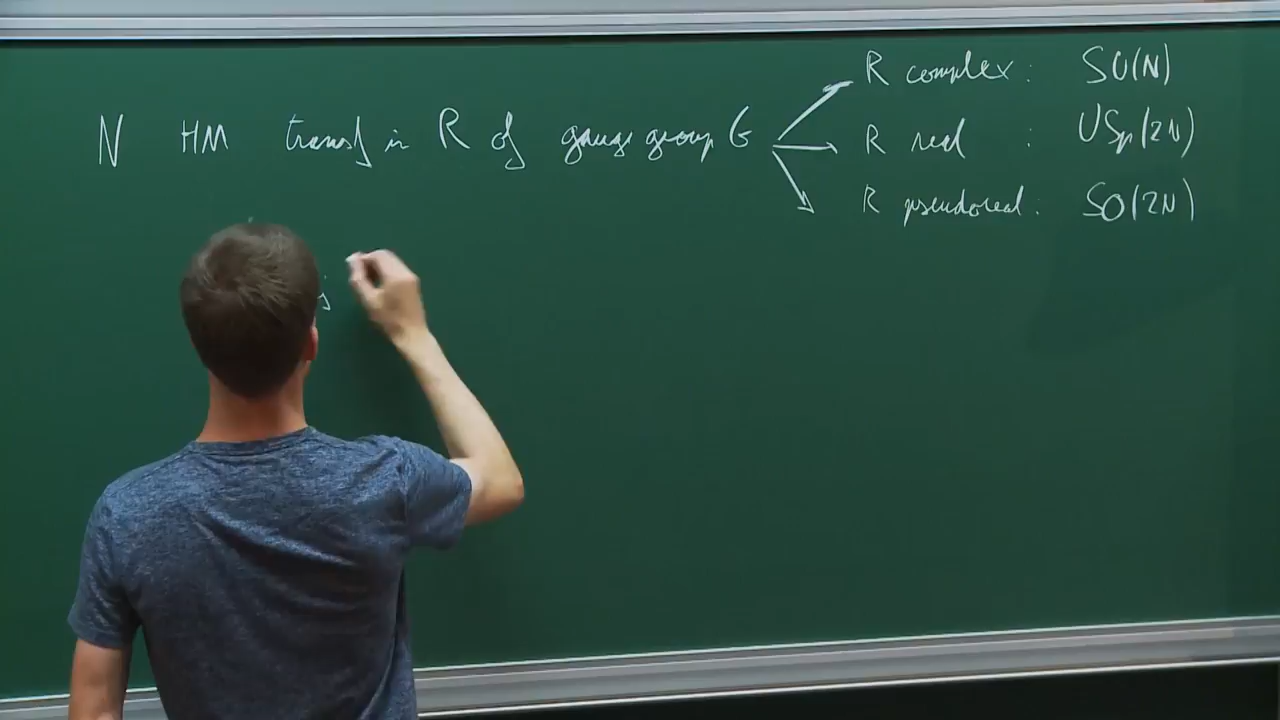 N HM transf in R of gauge group G
R complex : SU(N)
R real : USp(2N)
R pseudoreal : SO(2N)